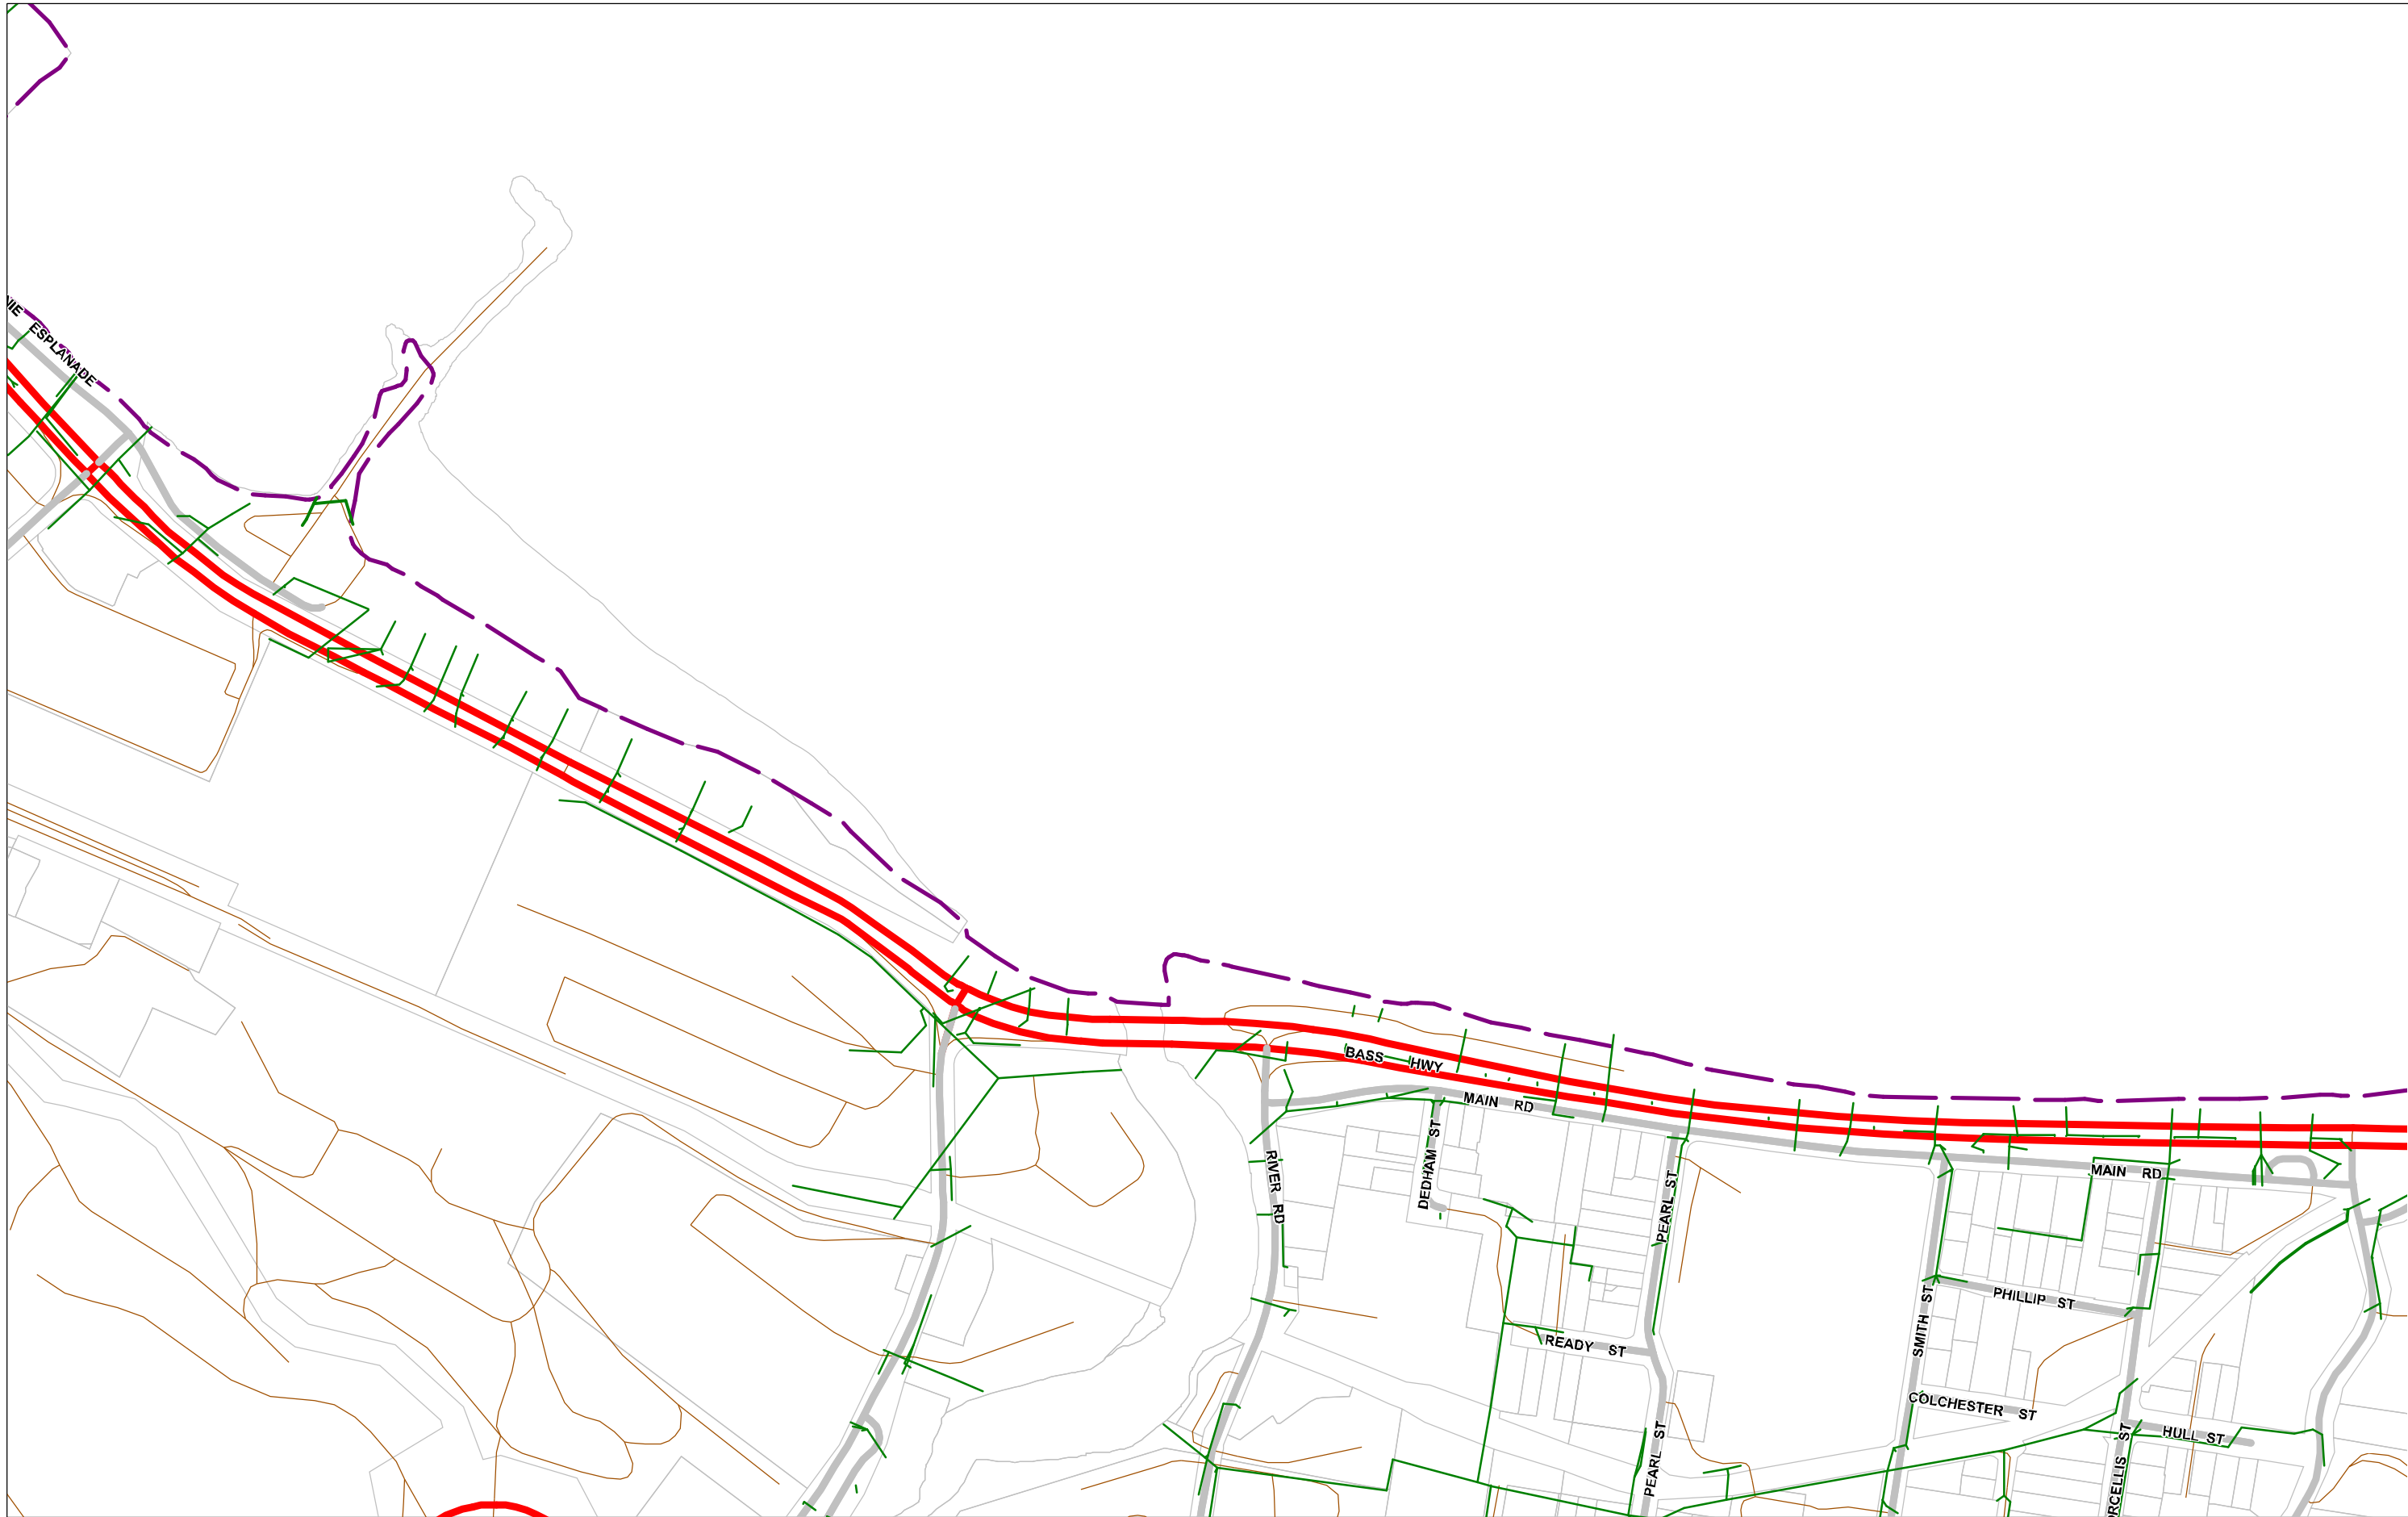 ESPLANADE
BASS HWY
MAIN RD
DEDHAM ST
RIVER RD
PEARL ST
MAIN RD
PHILLIP ST
SMITH ST
READY ST
COLCHESTER ST
PEARL ST
HULL ST
RCELLIS ST